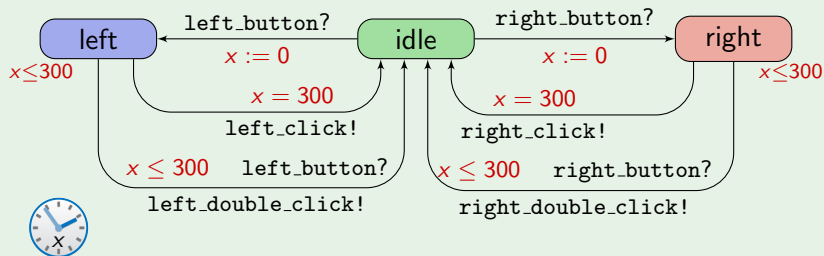 left_button?
right_button?
left
idle
right
x≤300
x := 0
x := 0
x≤300
x = 300
x = 300
left_click!
right_click!
x ≤ 300 left_button?
x ≤ 300 right_button?
left_double_click!
right_double_click!
x